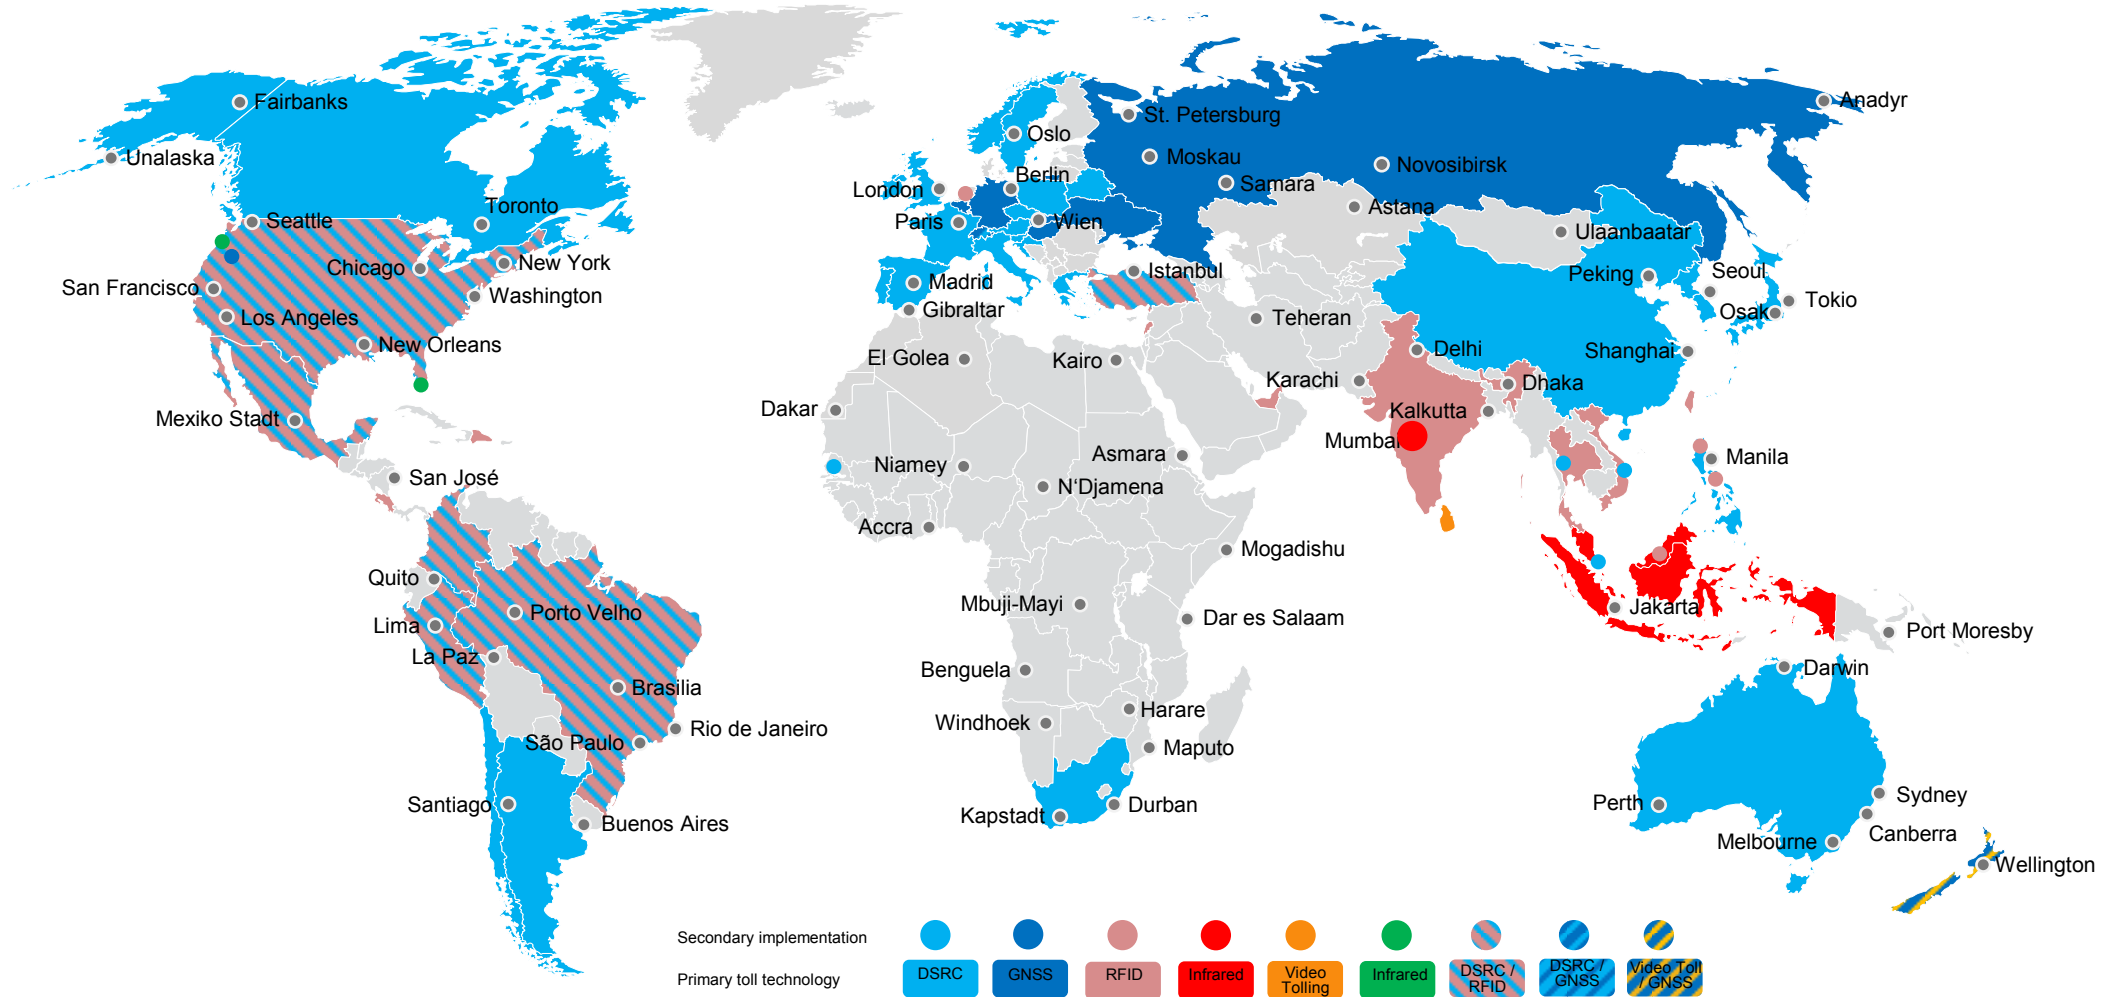 Fairbanks
Anadyr
St. Petersburg
Oslo
Unalaska
Moskau
Novosibirsk
Berlin
Samara
London
Toronto
Astana
Seattle
Paris
Wien
Ulaanbaatar
New York
Chicago
Istanbul
Seoul
Peking
Madrid
San Francisco
Washington
Tokio
Gibraltar
Osak
Los Angeles
Teheran
New Orleans
El Golea
Kairo
Delhi
Shanghai
Karachi
Dhaka
Dakar
Kalkutta
Mexiko Stadt
Mumbai
Asmara
Manila
Niamey
San José
N‘Djamena
Accra
Mogadishu
Quito
Mbuji-Mayi
Jakarta
Porto Velho
Dar es Salaam
Lima
Port Moresby
La Paz
Benguela
Darwin
Brasilia
Harare
Windhoek
Rio de Janeiro
São Paulo
Maputo
Santiago
Durban
Perth
Sydney
Kapstadt
Buenos Aires
Canberra
Melbourne
Wellington
Secondary implementation
Primary toll technology
DSRC
GNSS
RFID
Infrared
Video
Tolling
Infrared
DSRC /
RFID
DSRC /
GNSS
Video Toll
/ GNSS